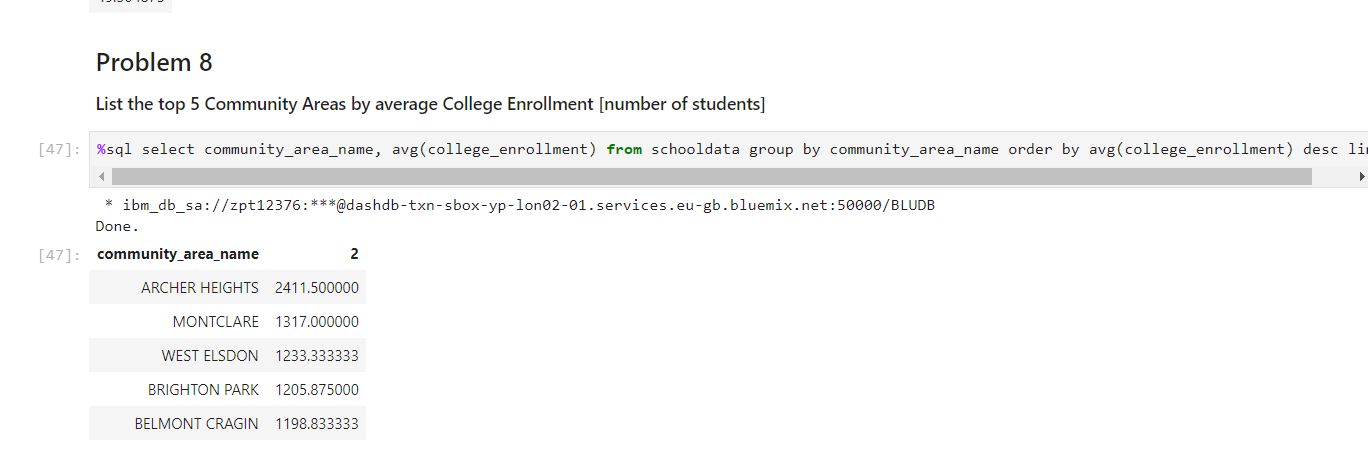 Problem 8
List the top 5 Community Areas by average College Enrollment [number of students]
[47]: %sql select community_area_name, avg(college_enrollment) from schooldata group by community_area_name order by avg(college_enrollment) desc
* ibm_db_sa://zpt12376:***@dashdb-txn-sbox-yp-lon02-01.services.eu-gb.bluemix.net:50000/BLUDB
Done.
[47]: community_area_name 2
ARCHER HEIGHTS 2411.500000
MONTCLARE 1317.000000
WEST ELSDON 1233.333333
BRIGHTON PARK 1205.875000
BELMONT CRAGIN 1198.833333